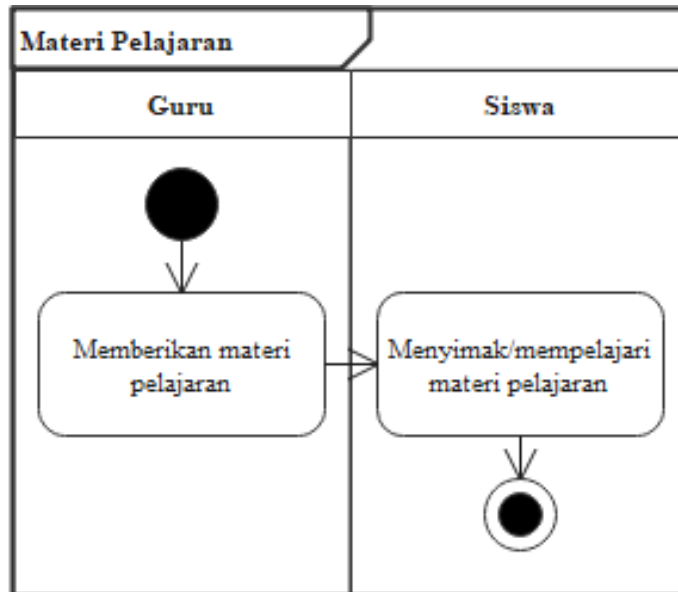 Materi Pelajaran
Guru
Siswa
Memberikan materi
pelajaran
Menyimak/mempelajari
materi pelajaran